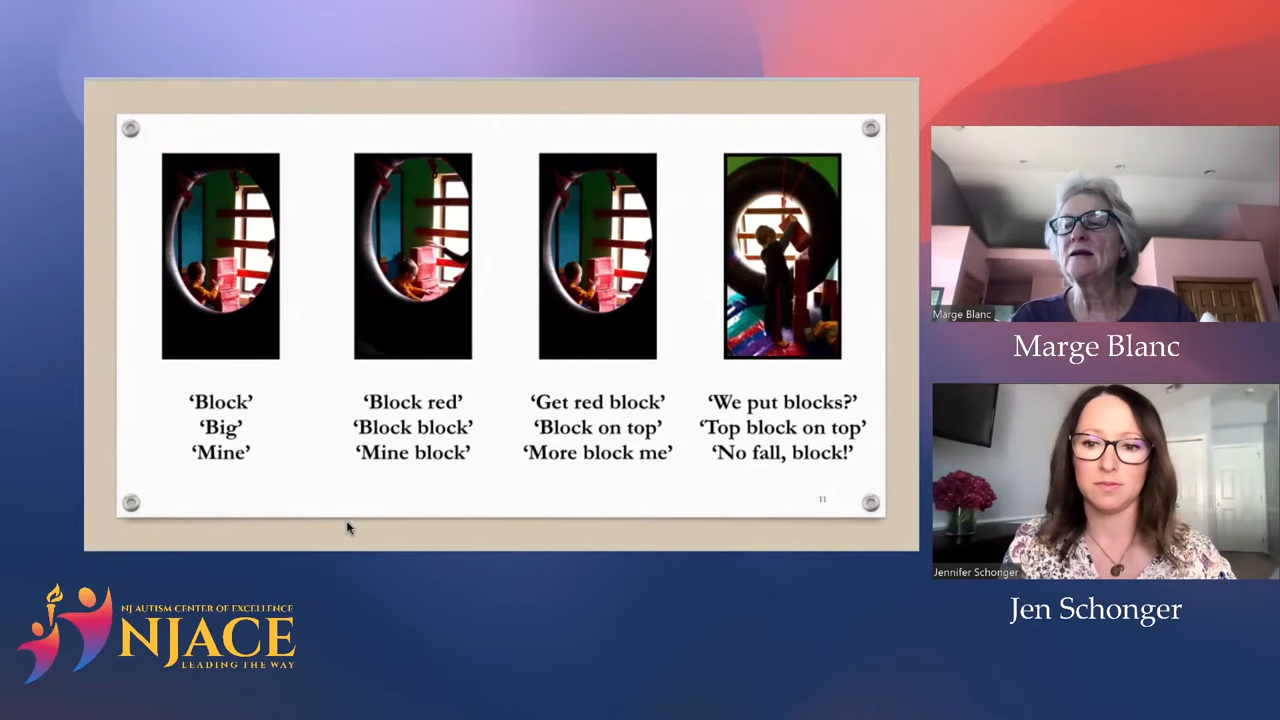 ‘Block’
‘Big’
‘Mine’
‘Block red’
‘Block block’
‘Mine block’
‘Get red block’
‘Block on top’
‘More block me’
‘We put blocks?’
‘Top block on top’
‘No fall, block!’
11
Marge Blanc
Marge Blanc
Jennifer Schonger
Jen Schonger
NJ AUTISM CENTER OF EXCELLENCE
NJACE
LEADING THE WAY